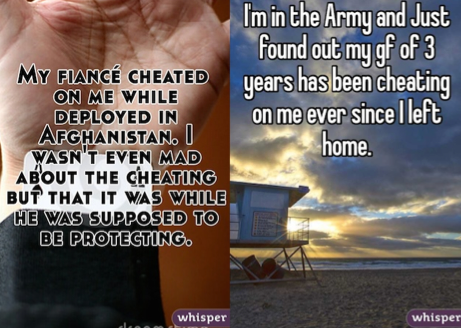 MY FIANCÉ CHEATED
ON ME WHILE
DEPLOYED IN
AFGHANISTAN. I
WASN'T EVEN MAD
ABOUT THE CHEATING
BUT THAT IT WAS WHILE
HE WAS SUPPOSED TO
BE PROTECTING.
whisper
I'm in the Army and Just
found out my gf of 3
years has been cheating
on me ever since I left
home.
whisper